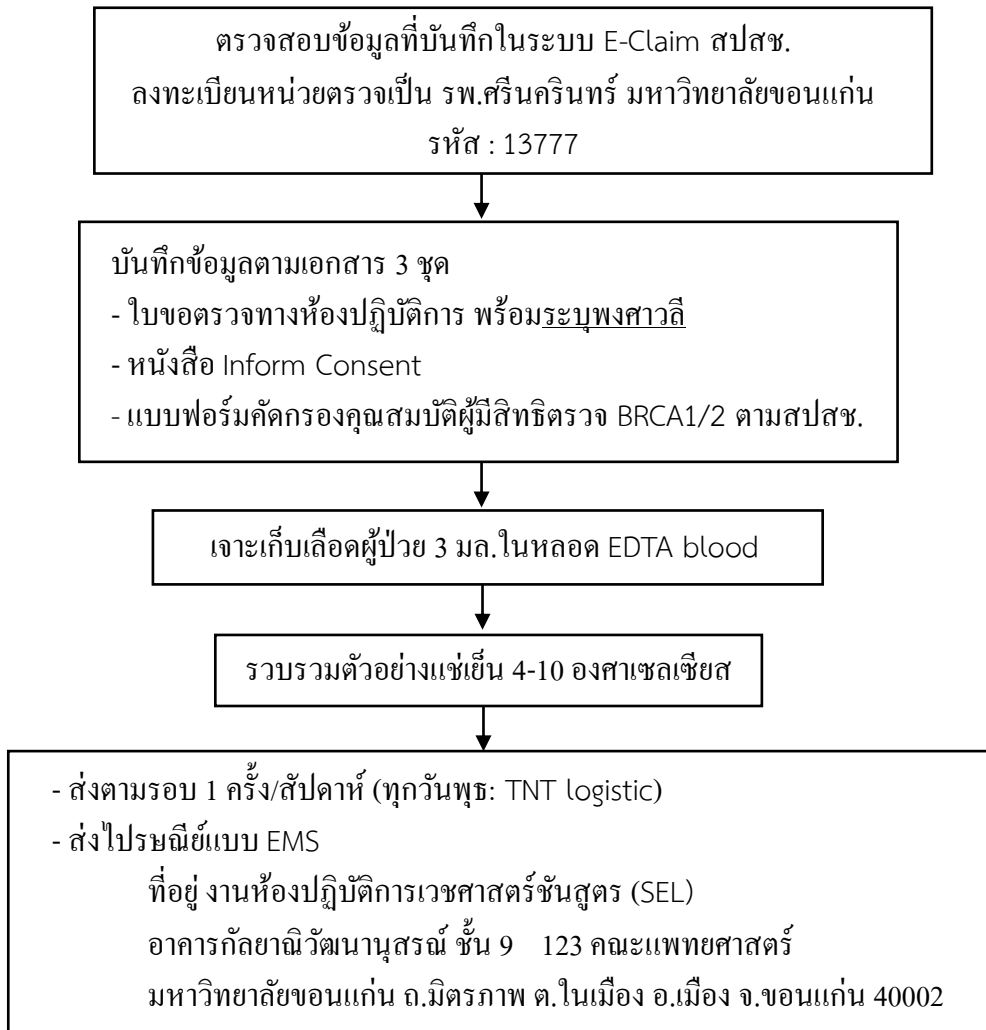 ตรวจสอบข้อมูลที่บันทึกในระบบ E-Claim สปสช.
ลงทะเบียนหน่วยตรวจเป็น รพ.ศรีนครินทร์ มหาวิทยาลัยขอนแก่น
รหัส : 13777
บันทึกข้อมูลตามเอกสาร 3 ชุด
- ใบขอตรวจทางห้องปฏิบัติการ พร้อมระบุพงศาวลี
- หนังสือ Inform Consent
- แบบฟอร์มคัดกรองคุณสมบัติผู้มีสิทธิตรวจ BRCA1/2 ตามสปสช.
เจาะเก็บเลือดผู้ป่วย 3 มล.ในหลอด EDTA blood
รวบรวมตัวอย่างแช่เย็น 4-10 องศาเซลเซียส
- ส่งตามรอบ 1 ครั้ง/สัปดาห์ (ทุกวันพุธ: TNT logistic)
- ส่งไปรษณีย์แบบ EMS
ที่อยู่ งานห้องปฏิบัติการเวชศาสตร์ชันสูตร (SEL)
อาคารกัลยาณิวัฒนานุสรณ์ ชั้น 9 123 คณะแพทยศาสตร์
มหาวิทยาลัยขอนแก่น ถ.มิตรภาพ ต.ในเมือง อ.เมือง จ.ขอนแก่น 40002